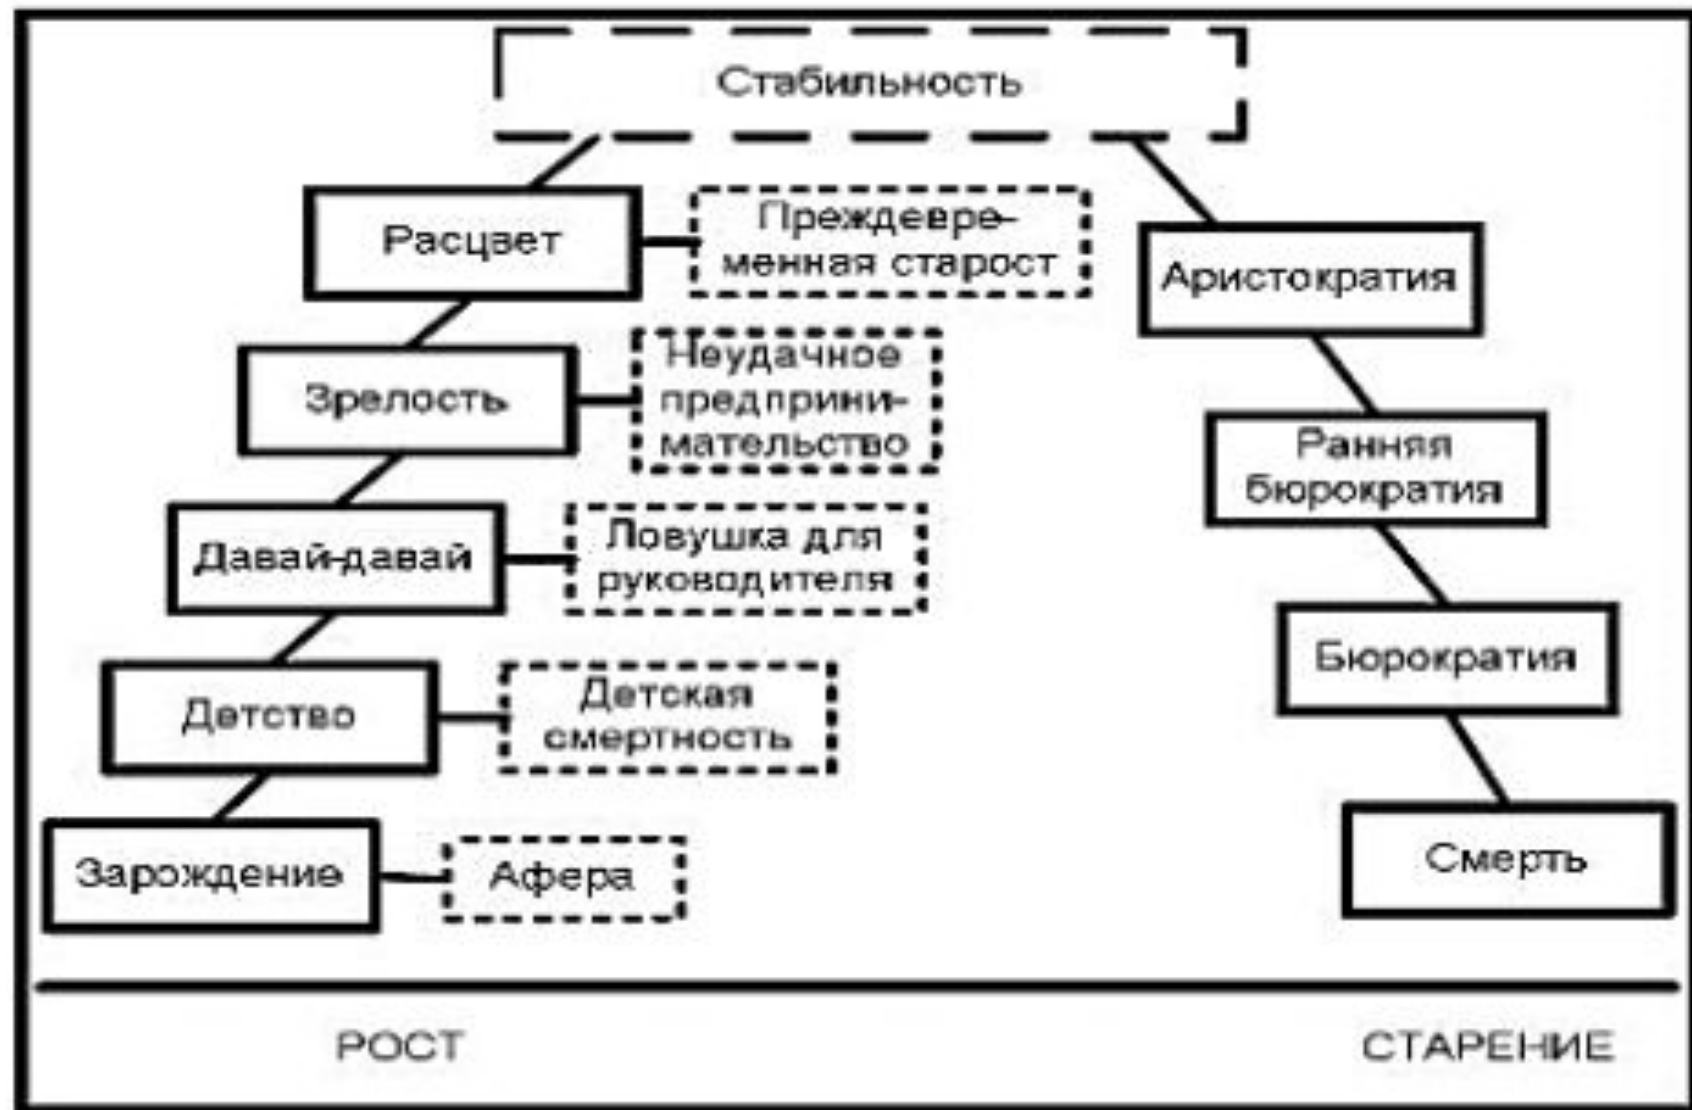 Стабильность
Расцвет
Преждевре-
менная старост
Аристократия
Зрелость
Неудачное
предприни-
мательство
Ранняя
бюрократия
Давай-давай
Ловушка для
руководителя
Бюрократия
Детство
Детская
смертность
Зарождение
Афера
Смерть
РОСТ
СТАРЕНИЕ